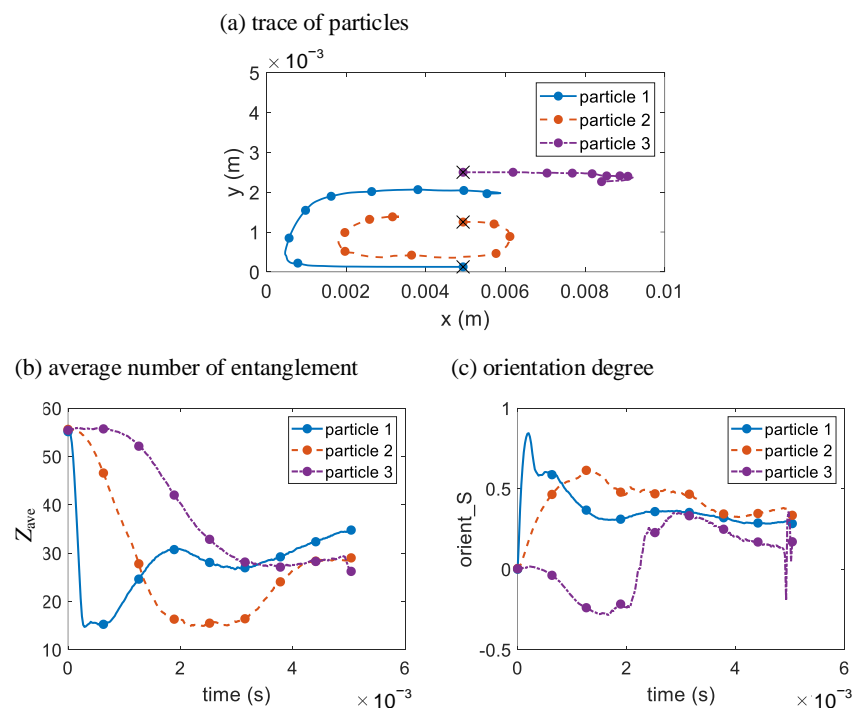 (a) trace of particles
× 10⁻³
5
4
3
2
1
0
y (m)
0 0.002 0.004 0.006 0.008 0.01
x (m)
particle 1
particle 2
particle 3
(b) average number of entanglement
60
50
40
30
20
10
Zave
0 2 4 6
time (s)
× 10⁻³
particle 1
particle 2
particle 3
(c) orientation degree
1
0.5
0
-0.5
orient_S
0 2 4 6
time (s)
× 10⁻³
particle 1
particle 2
particle 3